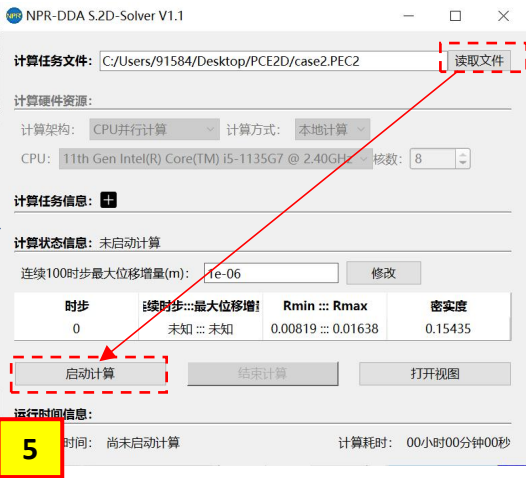 NPR-DDA S.2D-Solver V1.1
计算任务文件: C:/Users/91584/Desktop/PCE2D/case2.PEC2 读取文件
计算硬件资源:
计算架构: CPU并行计算 计算方式: 本地计算
CPU: 11th Gen Intel(R) Core(TM) i5-1135G7 @ 2.40GHz 核数: 8
计算任务信息:
计算状态信息: 未启动计算
连续100时步最大位移增量(m): 1e-06 修改
时步 续时步:::最大位移增 Rmin ::: Rmax 密实度
0 未知 ::: 未知 0.00819 ::: 0.01638 0.15435
启动计算 结束计算 打开视图
运行时间信息:
时间: 尚未启动计算 计算耗时: 00小时00分钟00秒
5